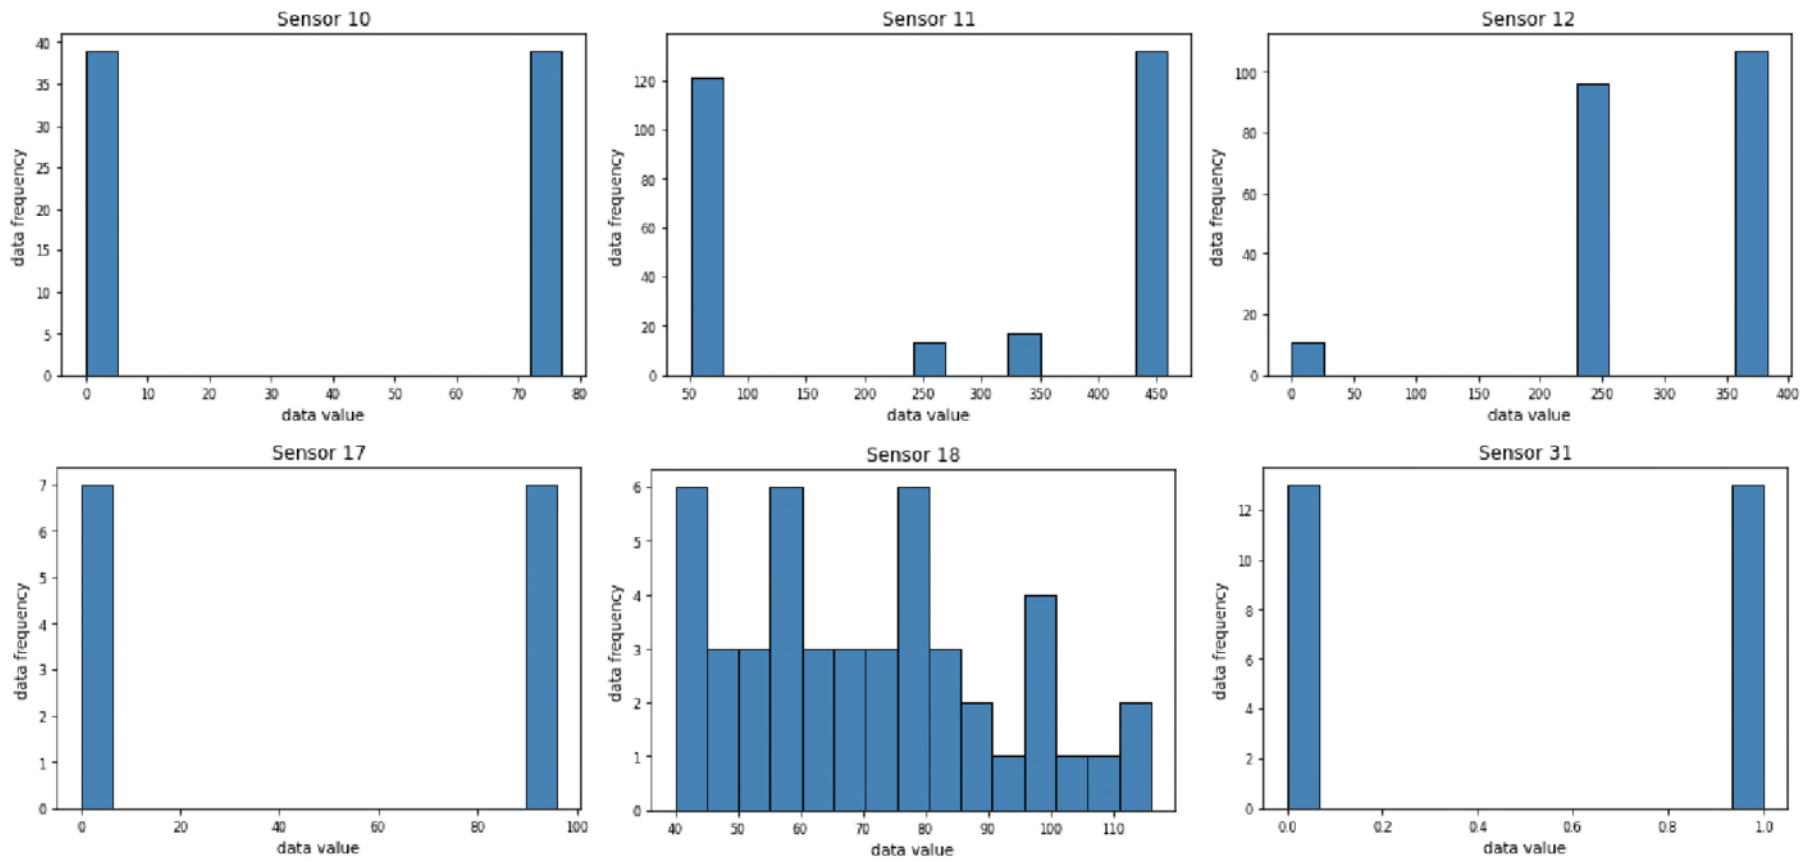 Sensor 10
40
35
30
25
20
15
10
5
0
data frequency
0 10 20 30 40 50 60 70 80
data value
Sensor 11
120
100
80
60
40
20
0
data frequency
50 100 150 200 250 300 350 400 450
data value
Sensor 12
100
80
60
40
20
0
data frequency
0 50 100 150 200 250 300 350 400
data value
Sensor 17
7
6
5
4
3
2
1
0
data frequency
0 20 40 60 80 100
data value
Sensor 18
6
5
4
3
2
1
0
data frequency
40 50 60 70 80 90 100 110
data value
Sensor 31
12
10
8
6
4
2
0
data frequency
0.0 0.2 0.4 0.6 0.8 1.0
data value